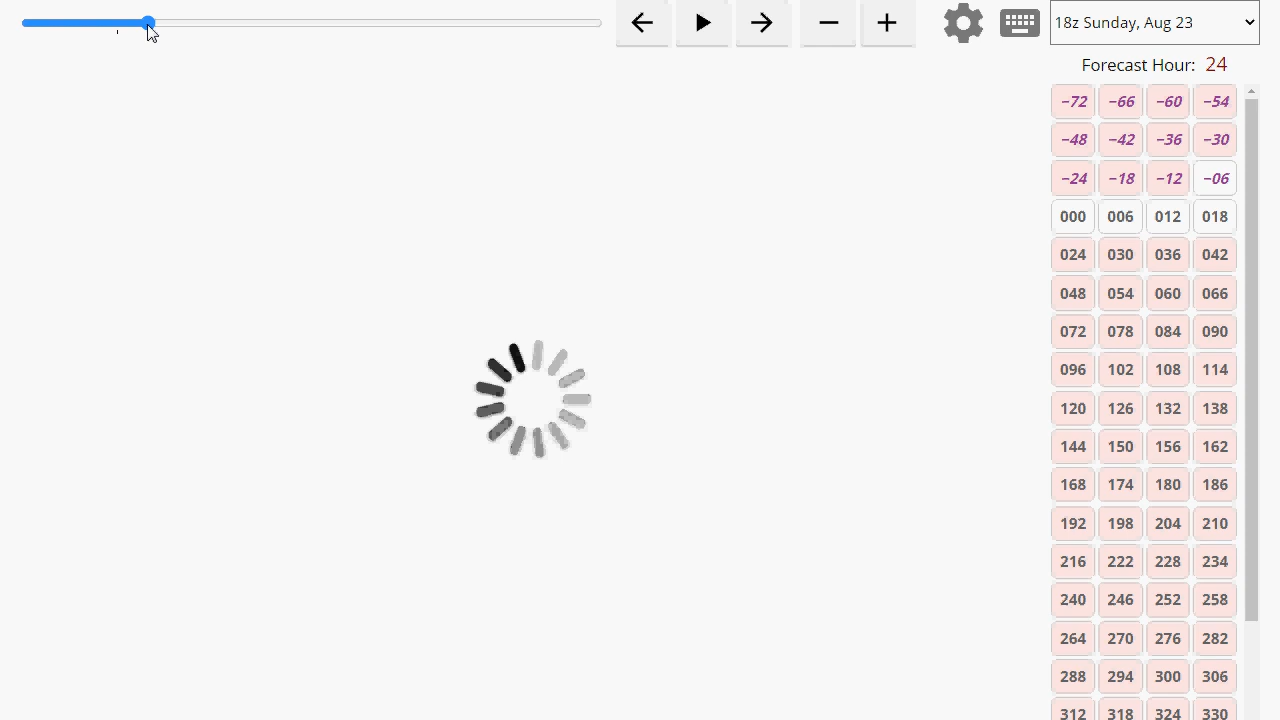 18z Sunday, Aug 23
Forecast Hour: 24
−72 −66 −60 −54
−48 −42 −36 −30
−24 −18 −12 −06
000 006 012 018
024 030 036 042
048 054 060 066
072 078 084 090
096 102 108 114
120 126 132 138
144 150 156 162
168 174 180 186
192 198 204 210
216 222 228 234
240 246 252 258
264 270 276 282
288 294 300 306
312 318 324 330